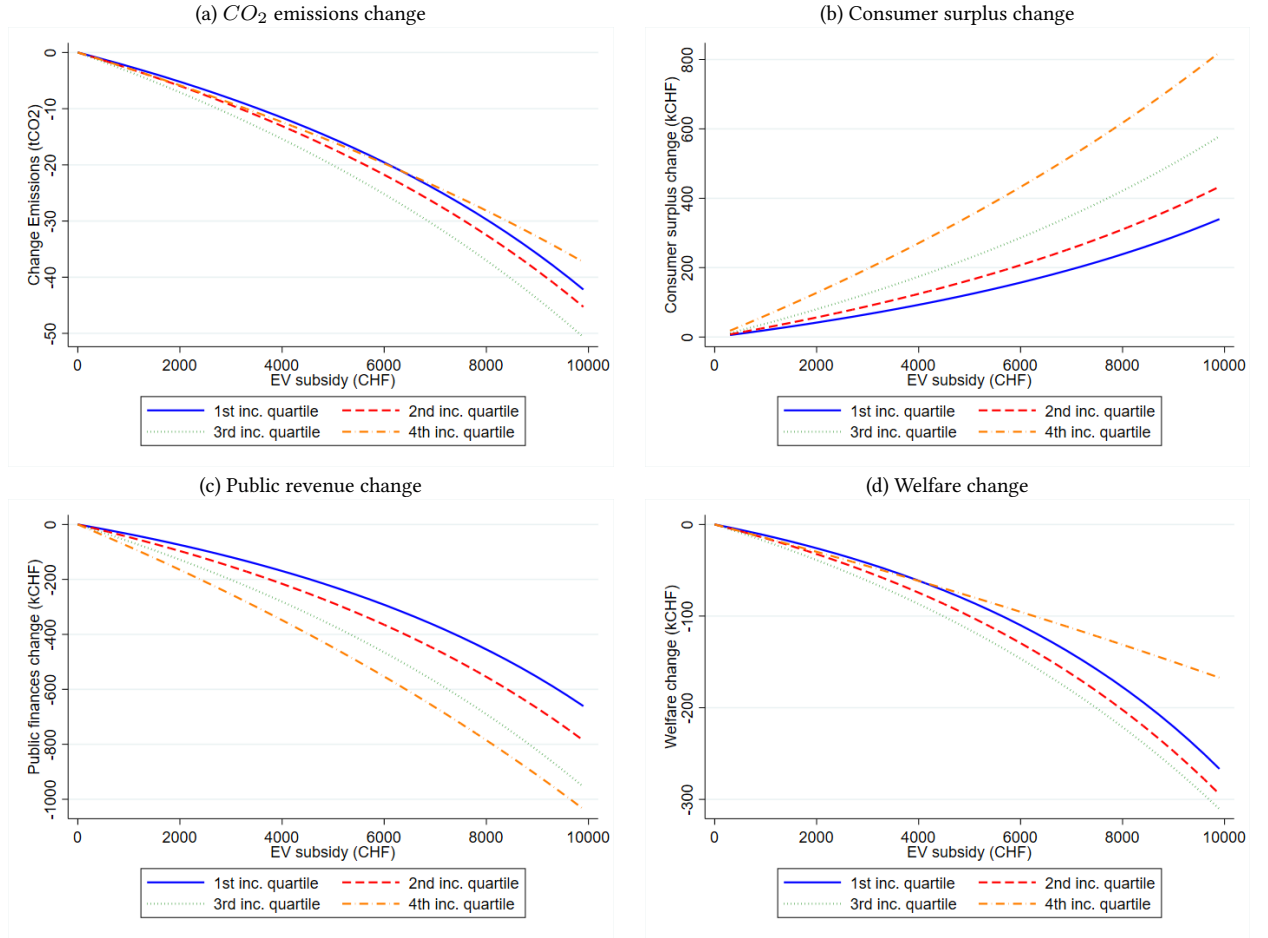 (a) CO₂ emissions change
Change Emissions (tCO2)
0
-10
-20
-30
-40
-50
0 2000 4000 6000 8000 10000
EV subsidy (CHF)
1st inc. quartile 2nd inc. quartile
3rd inc. quartile 4th inc. quartile
(b) Consumer surplus change
Consumer surplus change (kCHF)
800
600
400
200
0
0 2000 4000 6000 8000 10000
EV subsidy (CHF)
1st inc. quartile 2nd inc. quartile
3rd inc. quartile 4th inc. quartile
(c) Public revenue change
Public finances change (kCHF)
0
-200
-400
-600
-800
-1000
0 2000 4000 6000 8000 10000
EV subsidy (CHF)
1st inc. quartile 2nd inc. quartile
3rd inc. quartile 4th inc. quartile
(d) Welfare change
Welfare change (kCHF)
0
-100
-200
-300
0 2000 4000 6000 8000 10000
EV subsidy (CHF)
1st inc. quartile 2nd inc. quartile
3rd inc. quartile 4th inc. quartile